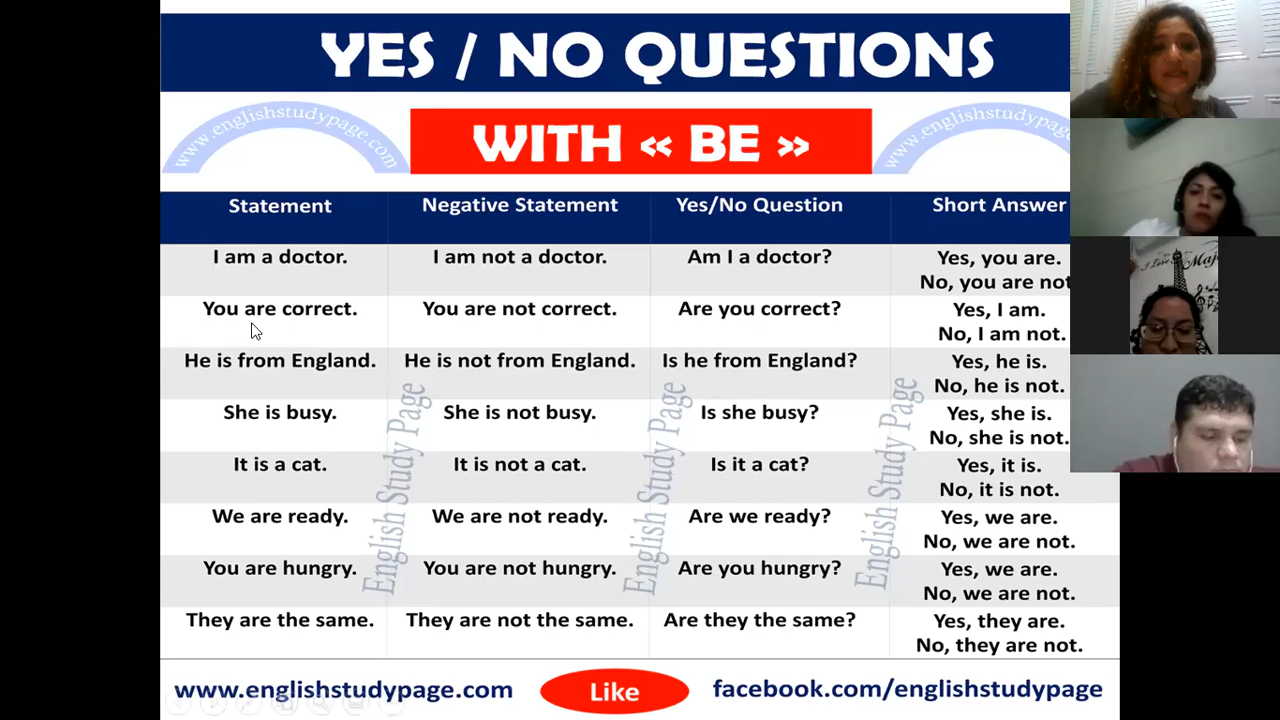 YES / NO QUESTIONS
www.englishstudypage.com
WITH « BE »
www.englishstudypage
Statement Negative Statement Yes/No Question Short Answer
I am a doctor. I am not a doctor. Am I a doctor? Yes, you are.
No, you are not
You are correct. You are not correct. Are you correct? Yes, I am.
No, I am not.
He is from England. He is not from England. Is he from England? Yes, he is.
No, he is not.
She is busy. She is not busy. Is she busy? Yes, she is.
No, she is not.
It is a cat. It is not a cat. Is it a cat? Yes, it is.
No, it is not.
We are ready. We are not ready. Are we ready? Yes, we are.
No, we are not.
You are hungry. You are not hungry. Are you hungry? Yes, we are.
No, we are not.
They are the same. They are not the same. Are they the same? Yes, they are.
No, they are not.
English Study Page
English Study Page
English Study Page
www.englishstudypage.com
Like
facebook.com/englishstudypage